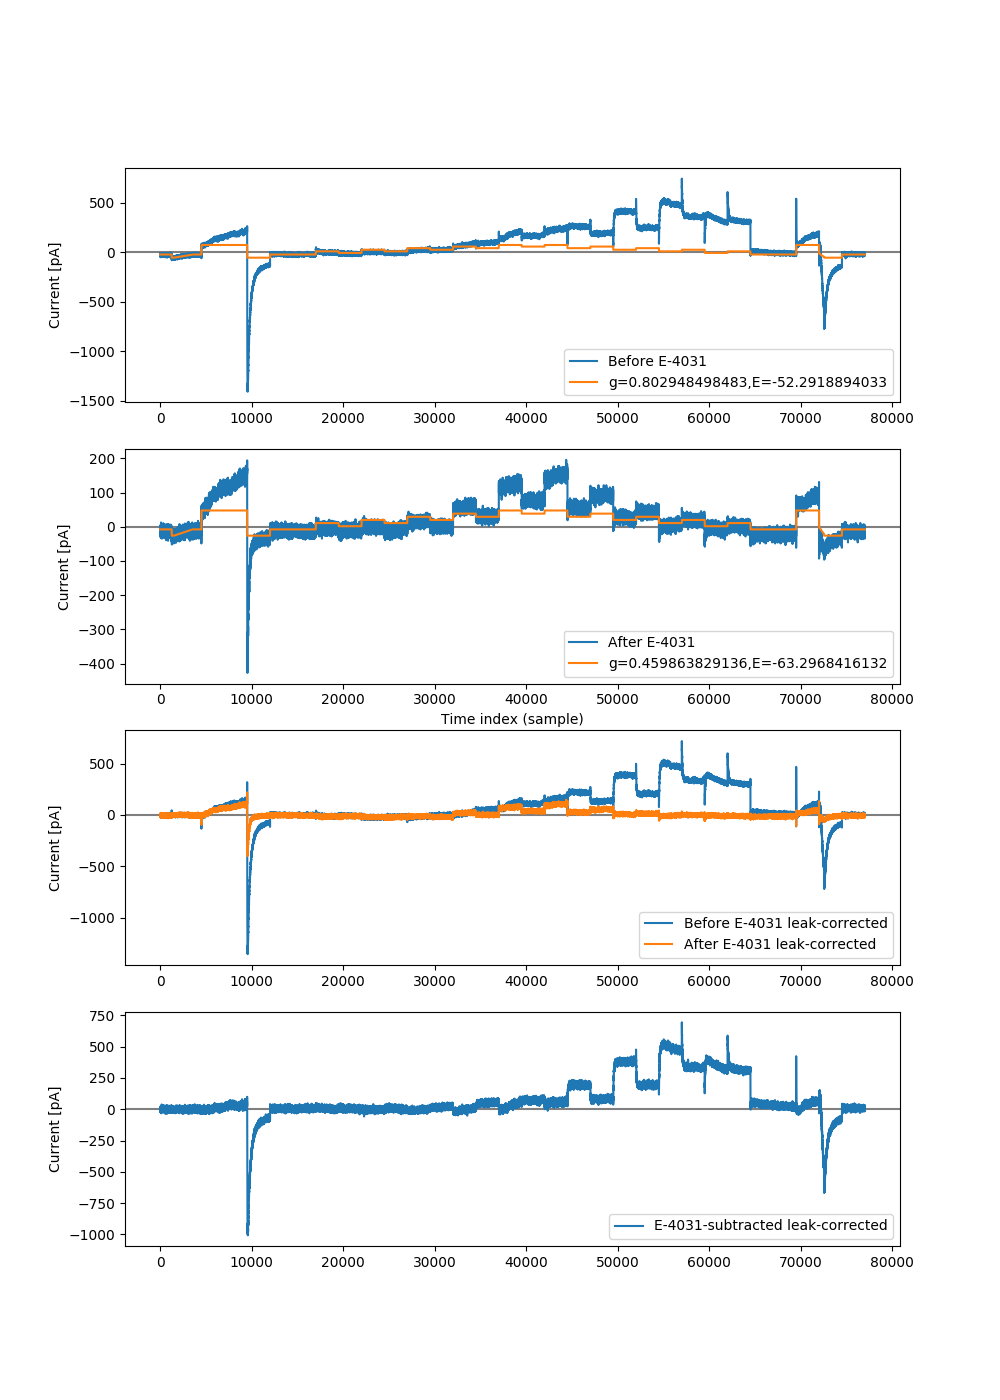 500
0
−500
−1000
−1500
Current [pA]
Before E-4031
g=0.802948498483,E=-52.2918894033
0 10000 20000 30000 40000 50000 60000 70000 80000
200
100
0
−100
−200
−300
−400
Current [pA]
After E-4031
g=0.459863829136,E=-63.2968416132
0 10000 20000 30000 40000 50000 60000 70000 80000
Time index (sample)
500
0
−500
−1000
Current [pA]
Before E-4031 leak-corrected
After E-4031 leak-corrected
0 10000 20000 30000 40000 50000 60000 70000 80000
750
500
250
0
−250
−500
−750
−1000
Current [pA]
E-4031-subtracted leak-corrected
0 10000 20000 30000 40000 50000 60000 70000 80000